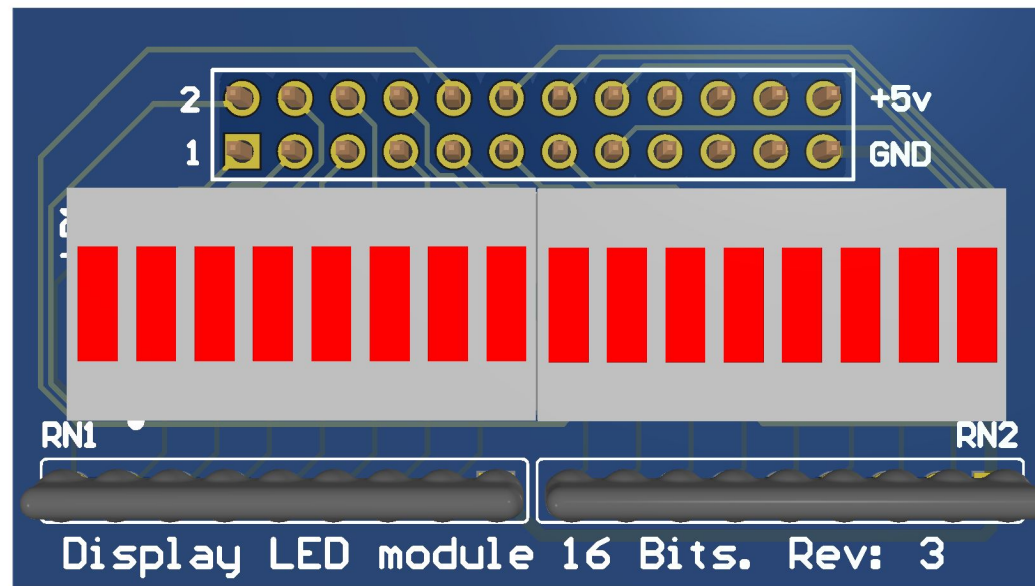 2 +5v
1 GND
RN1 RN2
Display LED module 16 Bits. Rev: 3